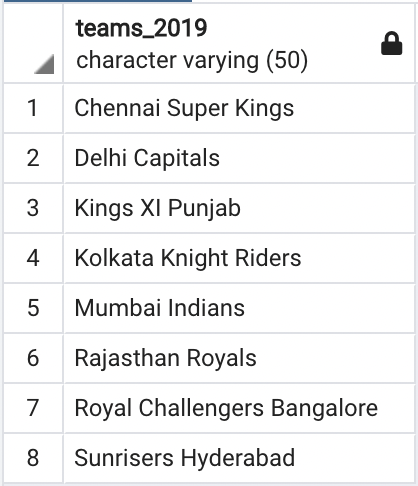 teams_2019
character varying (50)
1 Chennai Super Kings
2 Delhi Capitals
3 Kings XI Punjab
4 Kolkata Knight Riders
5 Mumbai Indians
6 Rajasthan Royals
7 Royal Challengers Bangalore
8 Sunrisers Hyderabad